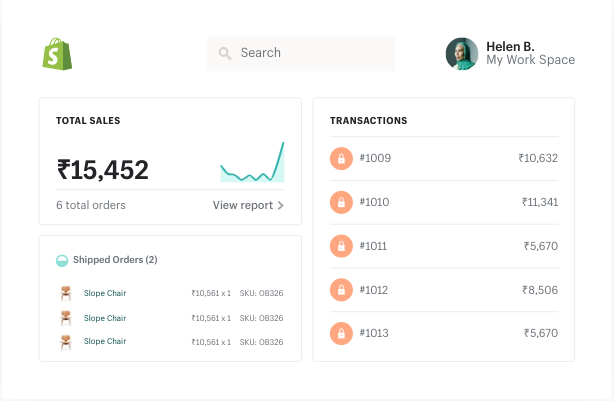 S
Search
Helen B.
My Work Space
TOTAL SALES
₹15,452
6 total orders
View report
Shipped Orders (2)
Slope Chair ₹10,561 x 1 SKU: OB326
Slope Chair ₹10,561 x 1 SKU: OB326
Slope Chair ₹10,561 x 1 SKU: OB326
TRANSACTIONS
#1009 ₹10,632
#1010 ₹11,341
#1011 ₹5,670
#1012 ₹8,506
#1013 ₹5,670